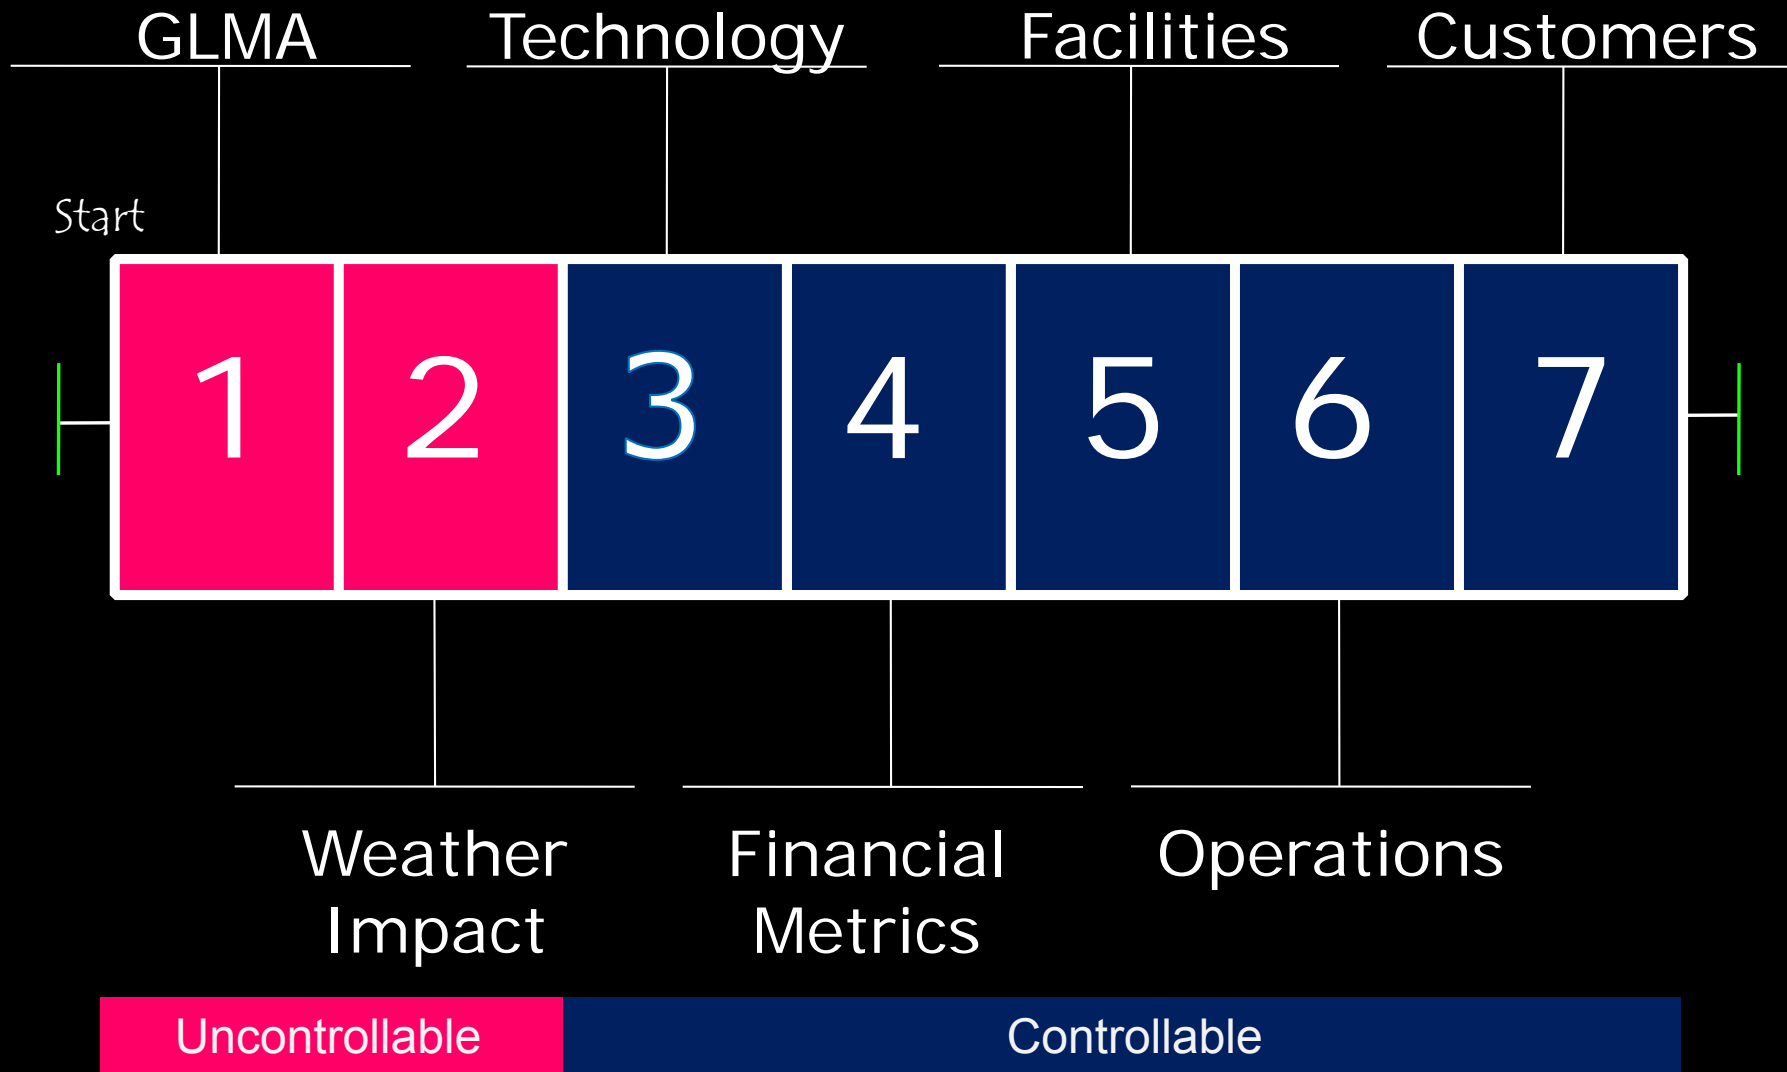 GLMA
Technology
Facilities
Customers
Start
1
2
3
4
5
6
7
Weather
Impact
Financial
Metrics
Operations
Uncontrollable
Controllable